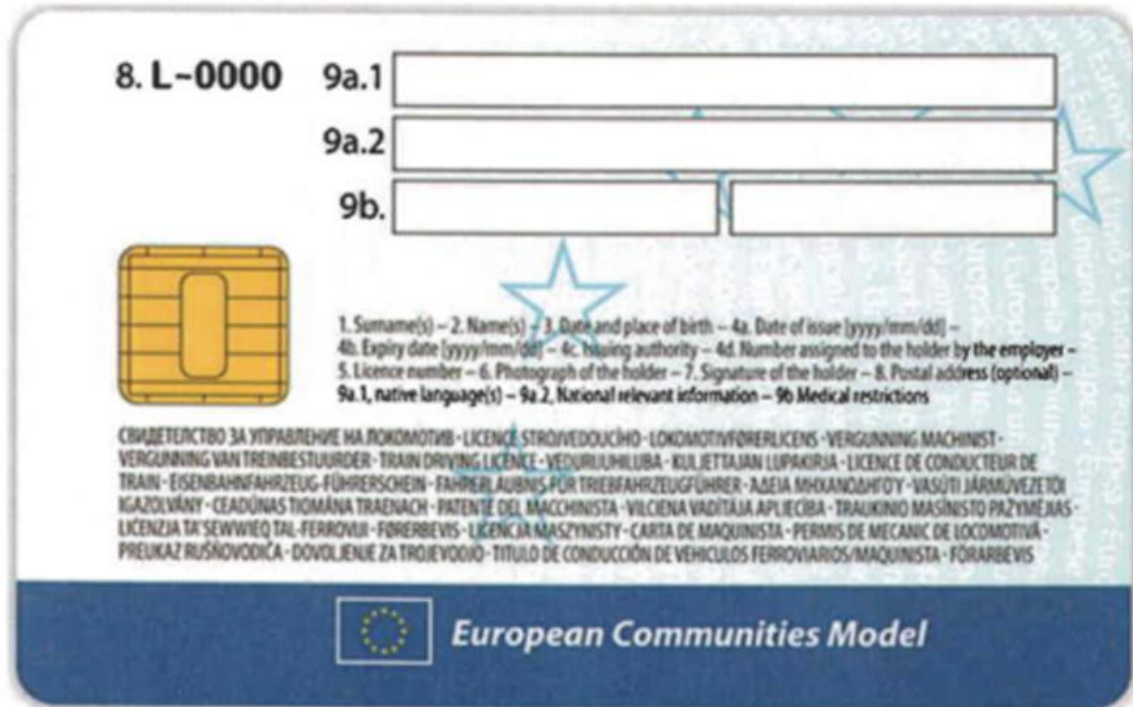 8. L-0000
9a.1
9a.2
9b.
1. Surname(s) – 2. Name(s) – 3. Date and place of birth – 4a. Date of issue [yyyy/mm/dd] –
4b. Expiry date [yyyy/mm/dd] – 4c. Issuing authority – 4d. Number assigned to the holder by the employer –
5. Licence number – 6. Photograph of the holder – 7. Signature of the holder – 8. Postal address (optional) –
9a.1, native language(s) – 9a.2, National relevant information – 9b Medical restrictions
СВИДЕТЕЛСТВО ЗА УПРАВЛЕНИЕ НА ЛОКОМОТИВ - LICENCE STROJVEDOUCÍHO - LOKOMOTIVFØRERLICENS - VERGUNNING MACHINIST -
VERGUNNING VAN TREINBESTUURDER - TRAIN DRIVING LICENCE - VEDURIJUHILUBA - KULJETTAJAN LUPAKIRJA - LICENCE DE CONDUCTEUR DE
TRAIN - EISENBAHNFAHRZEUG-FÜHRERSCHEIN - FAHRERLAUBNIS FÜR TRIEBFAHRZEUGFÜHRER - ΑΔΕΙΑ ΜΗΧΑΝΟΔΗΓΟΥ - VASÚTI JÁRMŰVEZETŐI
IGAZOLVÁNY - CEADÚNAS TIOMÁNA TRAENACH - PATENTE DEL MACCHINISTA - VILCIENA VADĪTĀJA APLIECĪBA - TRAUKINIO MAŠINISTO PAŽYMĖJIMAS -
LIĊENZJA TA' SEWWIEQ TAL-FERROVIJI - FØRERBEVIS - LICENCJA MASZYNISTY - CARTA DE MAQUINISTA - PERMIS DE MECANIC DE LOCOMOTIVĂ -
PREUKAZ RUŠŇOVODIČA - DOVOLJENJE ZA TROJEVODJO - TITULO DE CONDUCCIÓN DE VEHICULOS FERROVIARIOS/MAQUINISTA - FÖRARBEVIS
European Communities Model